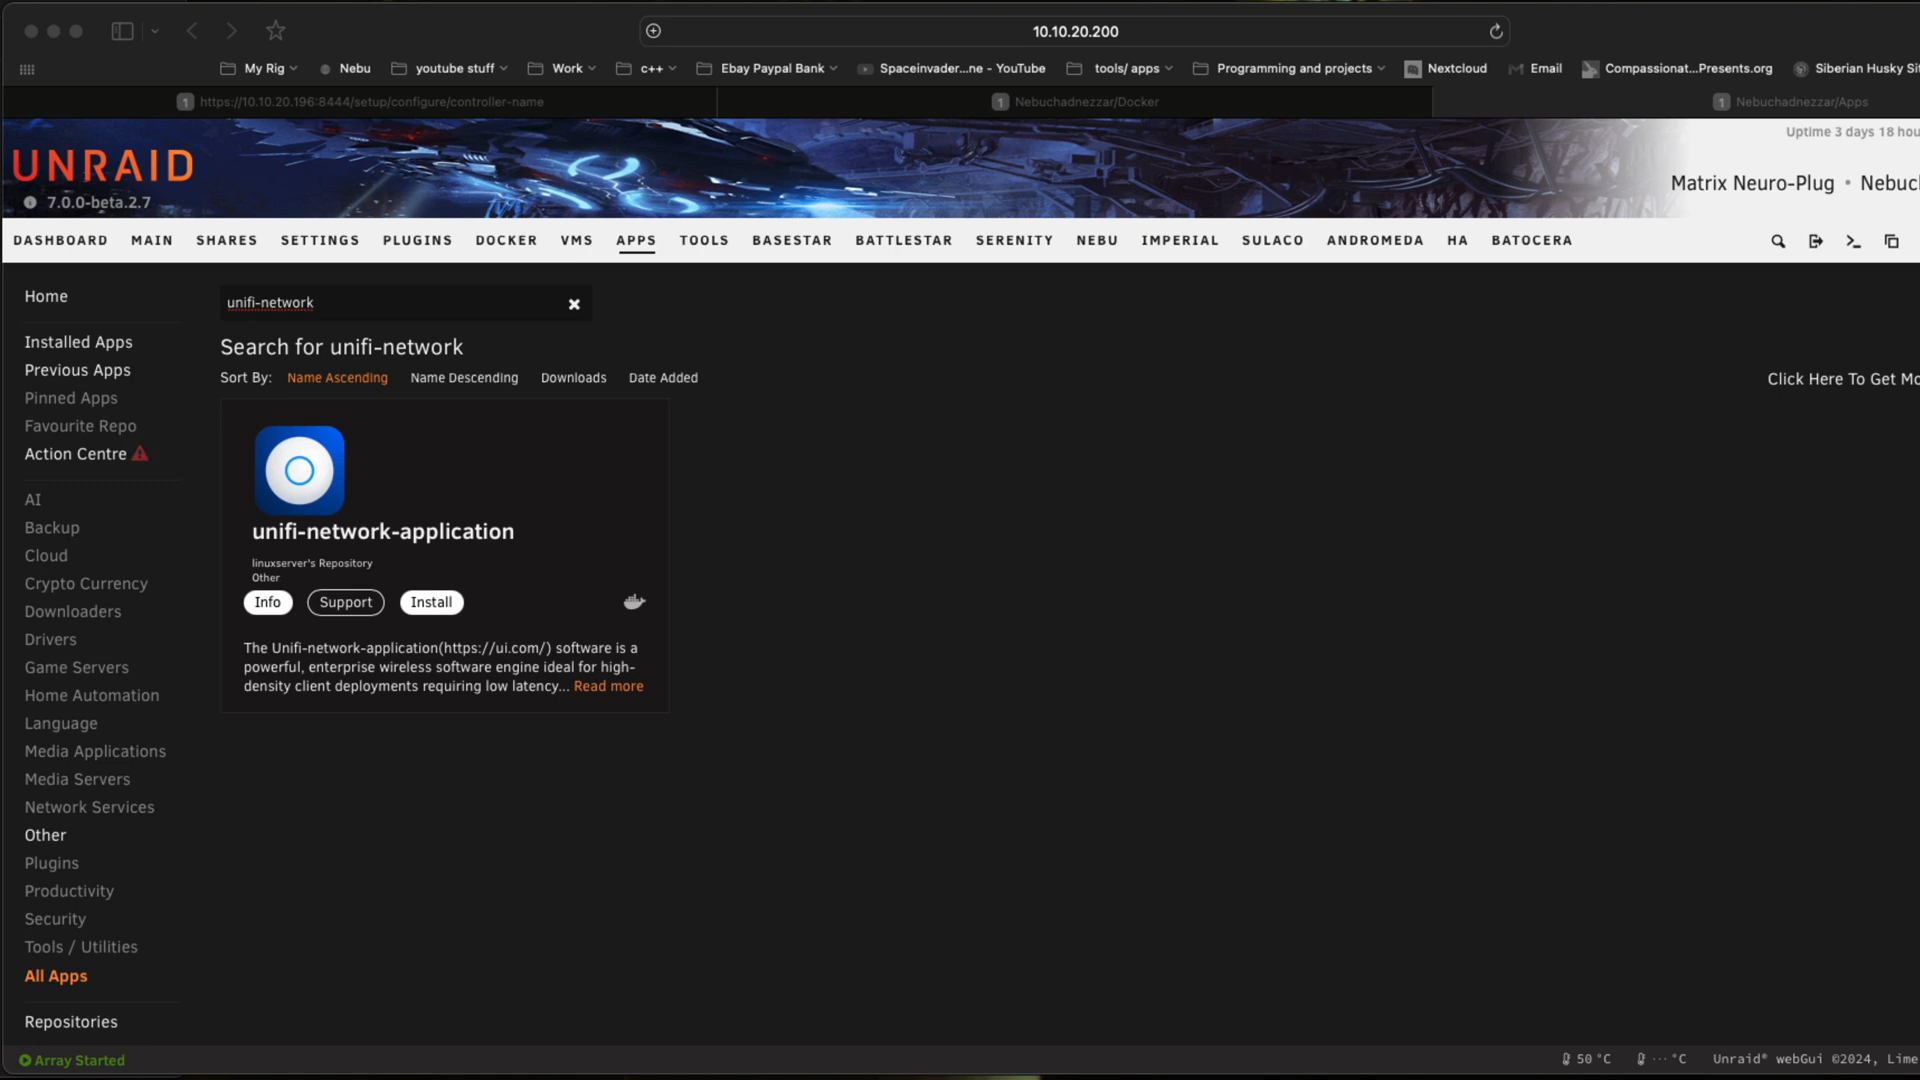 10.10.20.200
My Rig
Nebu
youtube stuff
Work
c++
Ebay Paypal Bank
Spaceinvader...ne - YouTube
tools/ apps
Programming and projects
Nextcloud
Email
Compassionat...Presents.org
Siberian Husky Sit
1 https://10.10.20.196:8444/setup/configure/controller-name
1 Nebuchadnezzar/Docker
1 Nebuchadnezzar/Apps
Uptime 3 days 18 hou
UNRAID
7.0.0-beta.2.7
Matrix Neuro-Plug • Nebuch
DASHBOARD MAIN SHARES SETTINGS PLUGINS DOCKER VMS APPS TOOLS BASESTAR BATTLESTAR SERENITY NEBU IMPERIAL SULACO ANDROMEDA HA BATOCERA
Home
Installed Apps
Previous Apps
Pinned Apps
Favourite Repo
Action Centre
AI
Backup
Cloud
Crypto Currency
Downloaders
Drivers
Game Servers
Home Automation
Language
Media Applications
Media Servers
Network Services
Other
Plugins
Productivity
Security
Tools / Utilities
All Apps
Repositories
unifi-network
Search for unifi-network
Sort By: Name Ascending Name Descending Downloads Date Added
Click Here To Get Mo
unifi-network-application
linuxserver's Repository
Other
Info Support Install
The Unifi-network-application(https://ui.com/) software is a
powerful, enterprise wireless software engine ideal for high-
density client deployments requiring low latency... Read more
Array Started
50 °C
··· °C
Unraid® webGui ©2024, Lime